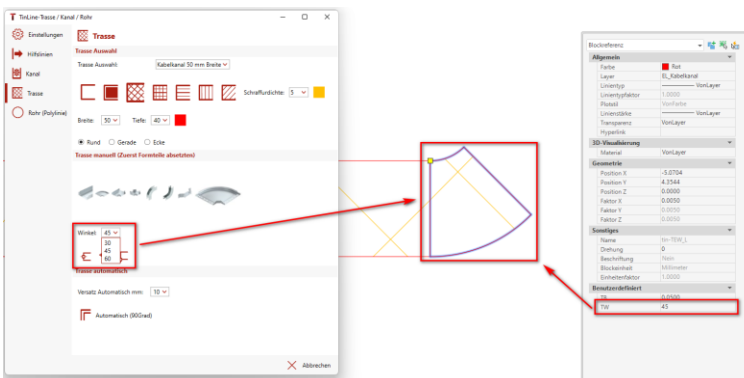 TinLine-Trasse / Kanal / Rohr
Einstellungen
Hilfslinien
Kanal
Trasse
Rohr (Polylinie)
Trasse
Trasse Auswahl
Trasse Auswahl: Kabelkanal 50 mm Breite
Schraffurdichte: 5
Breite: 50 Tiefe: 40
Rund Gerade Ecke
Trasse manuell (Zuerst Formteile absetzten)
Winkel: 45
30
45
60
Trasse automatisch
Versatz Automatisch mm: 10
Automatisch (90Grad)
Abbrechen
Blockreferenz
Allgemein
Farbe Rot
Layer EL_Kabelkanal
Linientyp VonLayer
Linientypfaktor 1.0000
Plotstil VonFarbe
Linienstärke VonLayer
Transparenz VonLayer
Hyperlink
3D-Visualisierung
Material VonLayer
Geometrie
Position X -5.0704
Position Y 4.3544
Position Z 0.0000
Faktor X 0.0050
Faktor Y 0.0050
Faktor Z 0.0050
Sonstiges
Name
Drehung 0
Beschriftung Nein
Blockeinheit Millimeter
Einheitenfaktor 1.0000
Benutzerdefiniert
0.0500
TW 45